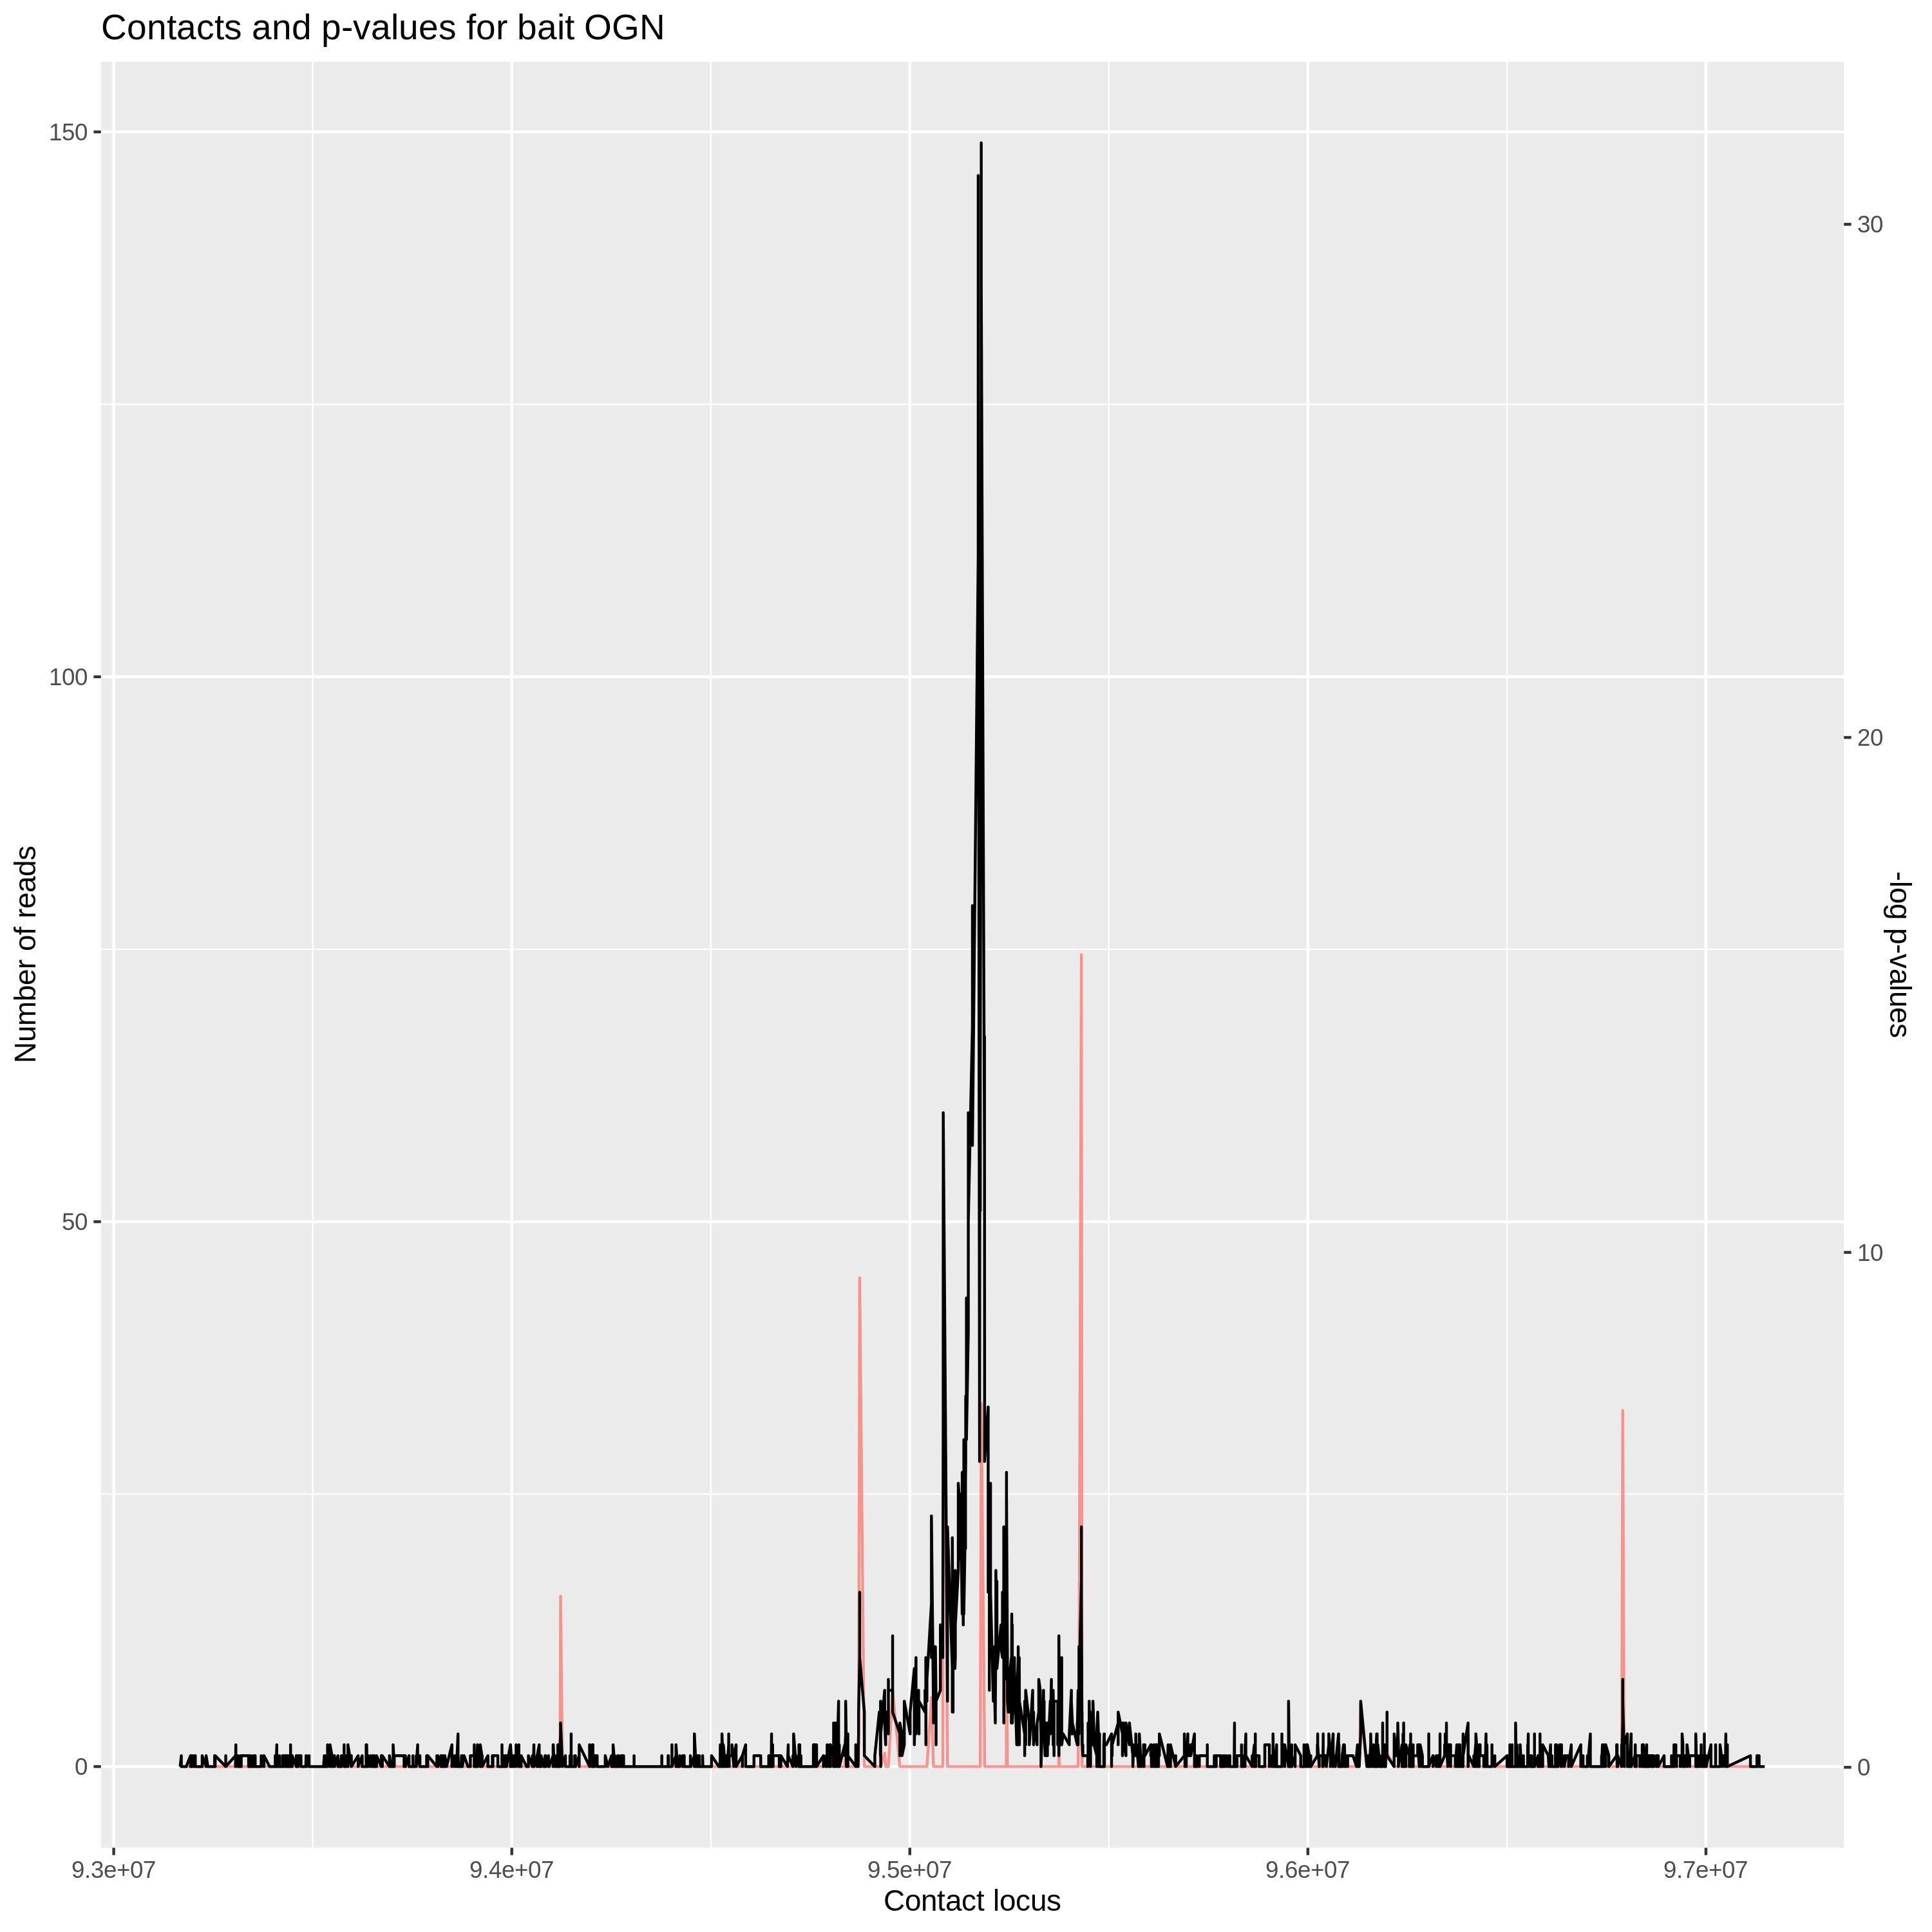 Contacts and p-values for bait OGN
150
100
50
0
Number of reads
30
20
10
0
-log p-values
9.3e+07 9.4e+07 9.5e+07 9.6e+07 9.7e+07
Contact locus